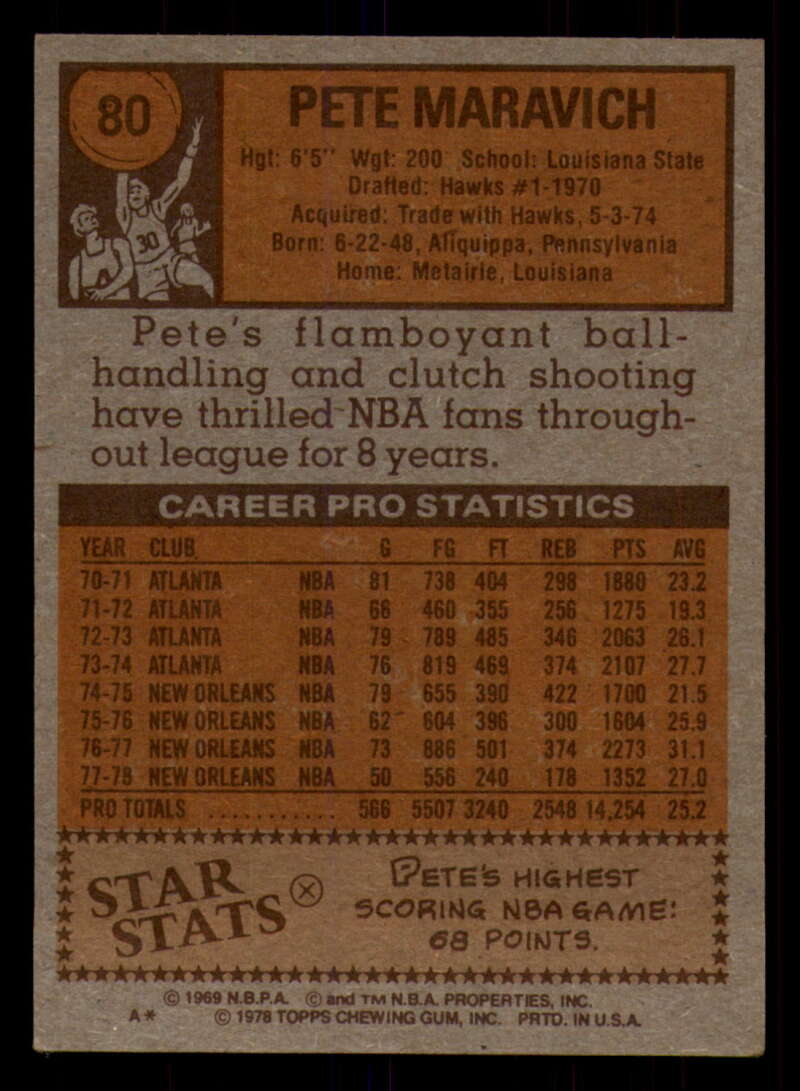 80
PETE MARAVICH
Hgt: 6'5" Wgt: 200 School: Louisiana State
Drafted: Hawks #1-1970
Acquired: Trade with Hawks, 5-3-74
Born: 6-22-48, Aliquippa, Pennsylvania
Home: Metairie, Louisiana
30
A
Pete's flamboyant ball-
handling and clutch shooting
have thrilled NBA fans through-
out league for 8 years.
CAREER PRO STATISTICS
YEAR CLUB G FG FT REB PTS AVG
70-71 ATLANTA NBA 81 738 404 298 1880 23.2
71-72 ATLANTA NBA 66 460 355 256 1275 19.3
72-73 ATLANTA NBA 79 789 485 346 2063 26.1
73-74 ATLANTA NBA 76 819 469 374 2107 27.7
74-75 NEW ORLEANS NBA 79 655 390 422 1700 21.5
75-76 NEW ORLEANS NBA 62 604 396 300 1604 25.9
76-77 NEW ORLEANS NBA 73 886 501 374 2273 31.1
77-78 NEW ORLEANS NBA 50 556 240 178 1352 27.0
PRO TOTALS ........... 566 5507 3240 2548 14,254 25.2
STAR
STATS
PETE'S HIGHEST
SCORING NBA GAME:
68 POINTS.
© 1969 N.B.P.A. © and TM N.B.A. PROPERTIES, INC.
A* © 1978 TOPPS CHEWING GUM, INC. PRTD. IN U.S.A.